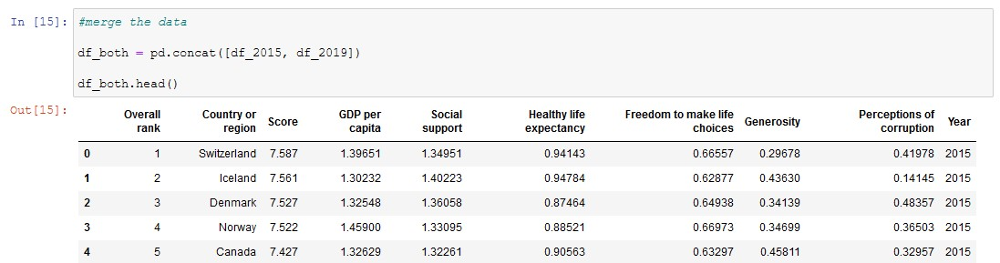 In [15]: #merge the data
df_both = pd.concat([df_2015, df_2019])
df_both.head()
Out[15]:
Overall rank Country or region Score GDP per capita Social support Healthy life expectancy Freedom to make life choices Generosity Perceptions of corruption Year
0 1 Switzerland 7.587 1.39651 1.34951 0.94143 0.66557 0.29678 0.41978 2015
1 2 Iceland 7.561 1.30232 1.40223 0.94784 0.62877 0.43630 0.14145 2015
2 3 Denmark 7.527 1.32548 1.36058 0.87464 0.64938 0.34139 0.48357 2015
3 4 Norway 7.522 1.45900 1.33095 0.88521 0.66973 0.34699 0.36503 2015
4 5 Canada 7.427 1.32629 1.32261 0.90563 0.63297 0.45811 0.32957 2015